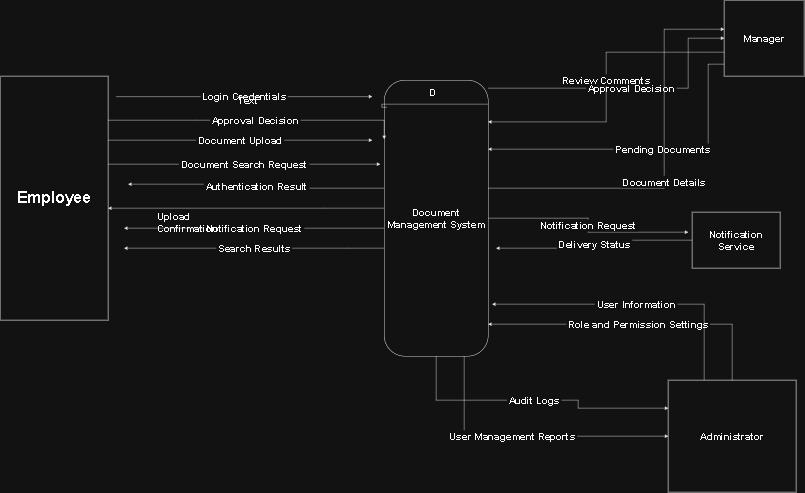 Manager
Review Comments
Approval Decision
D
Login Credentials
Text
Approval Decision
Document Upload
Pending Documents
Document Search Request
Document Details
Authentication Result
Employee
Document
Management System
Upload
Confirmation
Notification Request
Search Results
Notification Request
Delivery Status
Notification
Service
User Information
Role and Permission Settings
Audit Logs
User Management Reports
Administrator